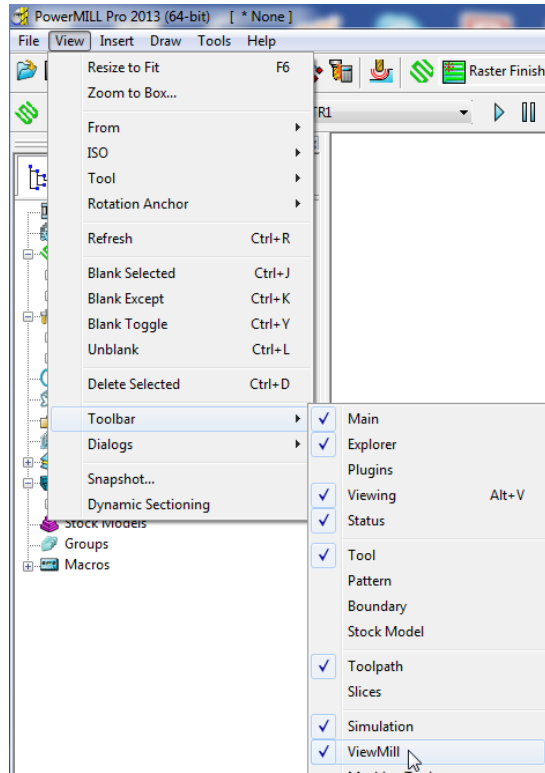 PowerMILL Pro 2013 (64-bit) [ * None ]
File View Insert Draw Tools Help
Resize to Fit F6
Raster Finish
Zoom to Box...
From
ISO
Tool
Rotation Anchor
Refresh Ctrl+R
Blank Selected Ctrl+J
Blank Except Ctrl+K
Blank Toggle Ctrl+Y
Unblank Ctrl+L
Delete Selected Ctrl+D
Toolbar
Main
Dialogs
Explorer
Plugins
Snapshot...
Viewing Alt+V
Dynamic Sectioning
Status
Stock Models
Groups
Tool
Macros
Pattern
Boundary
Stock Model
Toolpath
Slices
Simulation
ViewMill